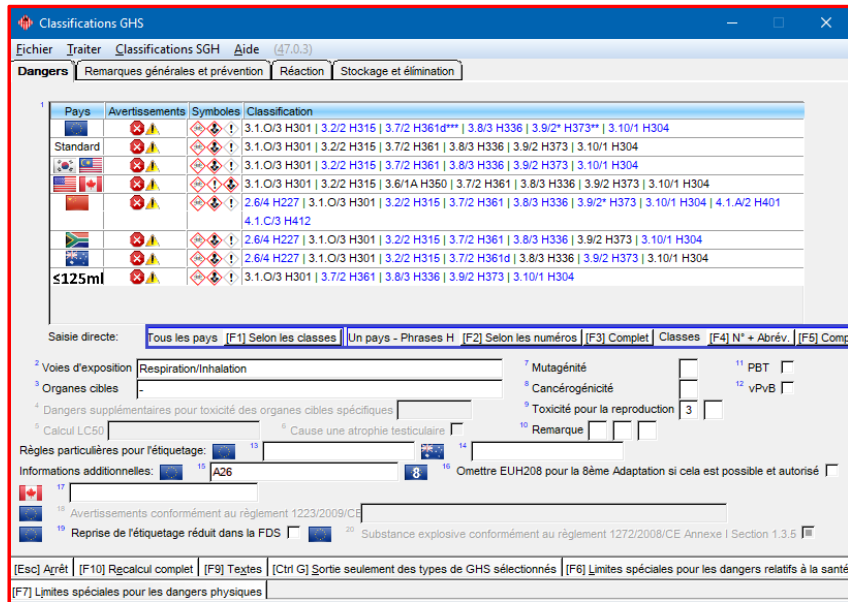 Classifications GHS
Fichier Traiter Classifications SGH Aide (47.0.3)
Dangers Remarques générales et prévention Réaction Stockage et élimination
1 Pays Avertissements Symboles Classification
3.1.O/3 H301 | 3.2/2 H315 | 3.7/2 H361d*** | 3.8/3 H336 | 3.9/2* H373** | 3.10/1 H304
Standard 3.1.O/3 H301 | 3.2/2 H315 | 3.7/2 H361 | 3.8/3 H336 | 3.9/2 H373 | 3.10/1 H304
3.1.O/3 H301 | 3.2/2 H315 | 3.7/2 H361 | 3.8/3 H336 | 3.9/2 H373 | 3.10/1 H304
3.1.O/3 H301 | 3.2/2 H315 | 3.6/1A H350 | 3.7/2 H361 | 3.8/3 H336 | 3.9/2 H373 | 3.10/1 H304
2.6/4 H227 | 3.1.O/3 H301 | 3.2/2 H315 | 3.7/2 H361 | 3.8/3 H336 | 3.9/2* H373 | 3.10/1 H304 | 4.1.A/2 H401
4.1.C/3 H412
2.6/4 H227 | 3.1.O/3 H301 | 3.2/2 H315 | 3.7/2 H361 | 3.8/3 H336 | 3.9/2 H373 | 3.10/1 H304
2.6/4 H227 | 3.1.O/3 H301 | 3.2/2 H315 | 3.7/2 H361d | 3.8/3 H336 | 3.9/2 H373 | 3.10/1 H304
≤125ml 3.1.O/3 H301 | 3.7/2 H361 | 3.8/3 H336 | 3.9/2 H373 | 3.10/1 H304
Saisie directe: Tous les pays [F1] Selon les classes Un pays - Phrases H [F2] Selon les numéros [F3] Complet Classes [F4] N° + Abrév. [F5] Comp
2 Voies d'exposition Respiration/Inhalation 7 Mutagénité 11 PBT
3 Organes cibles - 8 Cancérogénicité 12 vPvB
4 Dangers supplémentaires pour toxicité des organes cibles spécifiques 9 Toxicité pour la reproduction 3
5 Calcul LC50 6 Cause une atrophie testiculaire 10 Remarque
Règles particulières pour l'étiquetage: 13 14
Informations additionnelles: 15 A26 8 16 Omettre EUH208 pour la 8ème Adaptation si cela est possible et autorisé
17
18 Avertissements conformément au règlement 1223/2009/CE
19 Reprise de l'étiquetage réduit dans la FDS 20 Substance explosive conformément au règlement 1272/2008/CE Annexe I Section 1.3.5
[Esc] Arrêt [F10] Recalcul complet [F9] Textes [Ctrl G] Sortie seulement des types de GHS sélectionnés [F6] Limites spéciales pour les dangers relatifs à la santé
[F7] Limites spéciales pour les dangers physiques